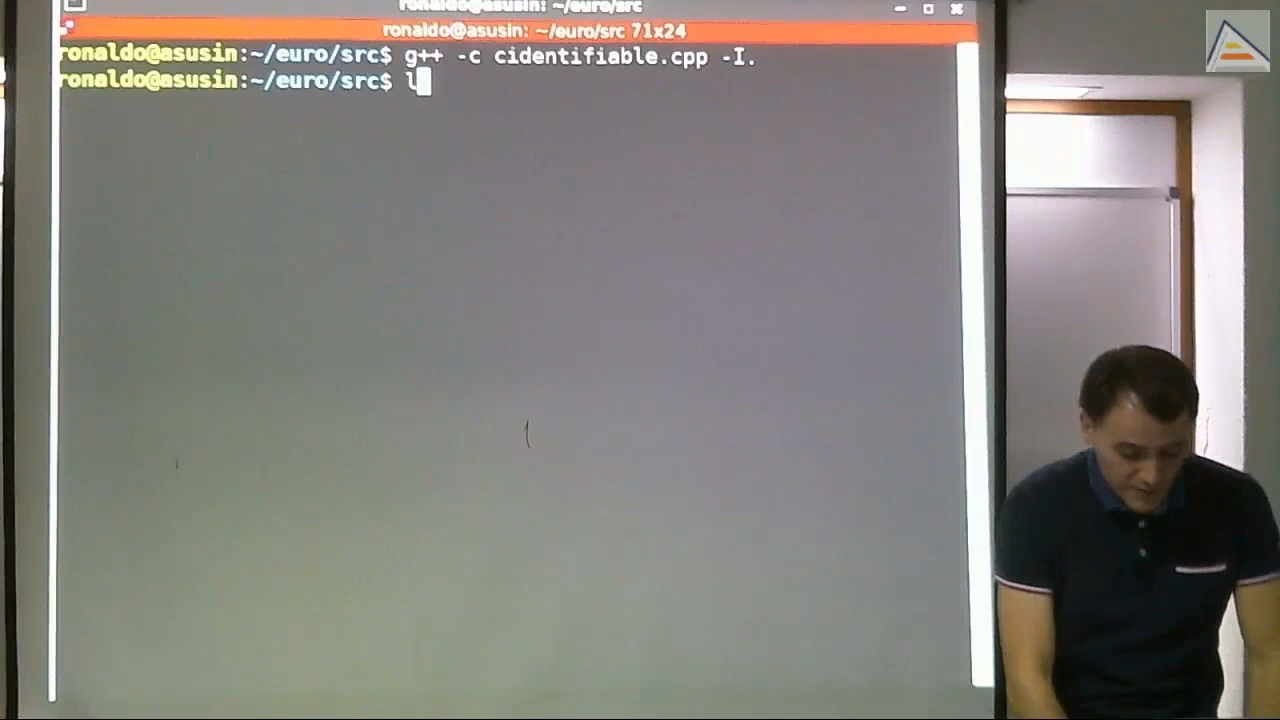 ronaldo@asusin: ~/euro/src
ronaldo@asusin: ~/euro/src 71x24
ronaldo@asusin:~/euro/src$ g++ -c cidentifiable.cpp -I.
ronaldo@asusin:~/euro/src$ l